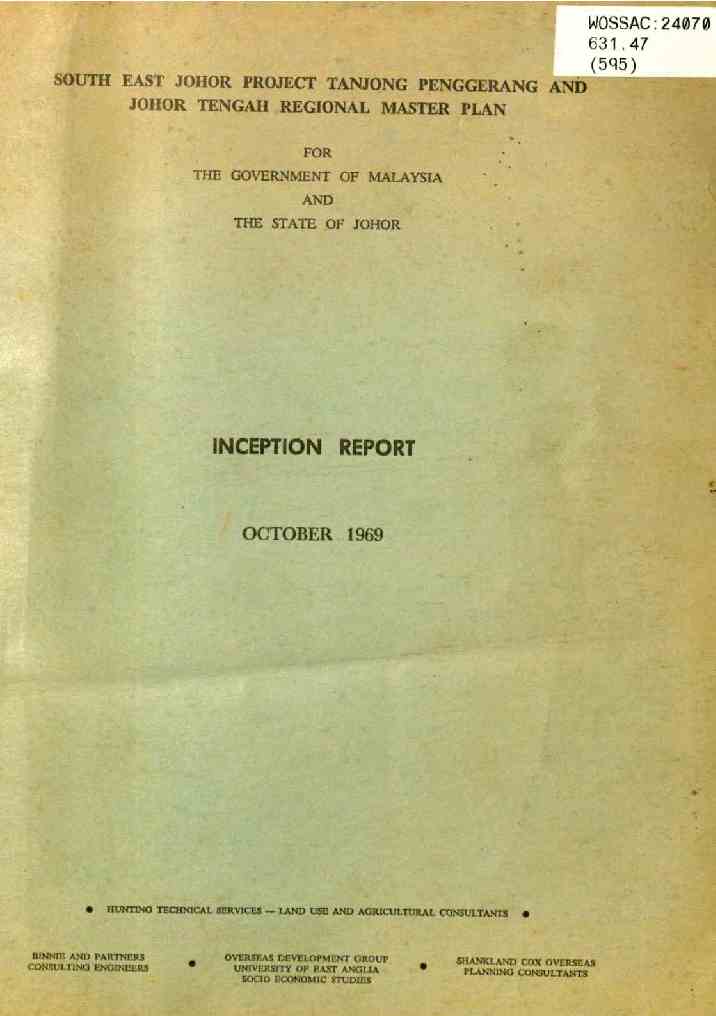 WOSSAC:24070
631.47
(595)
SOUTH EAST JOHOR PROJECT TANJONG PENGGERANG AND
JOHOR TENGAH REGIONAL MASTER PLAN
FOR
THE GOVERNMENT OF MALAYSIA
AND
THE STATE OF JOHOR
INCEPTION REPORT
OCTOBER 1969
● HUNTING TECHNICAL SERVICES — LAND USE AND AGRICULTURAL CONSULTANTS ●
BINNIE AND PARTNERS
CONSULTING ENGINEERS
●
OVERSEAS DEVELOPMENT GROUP
UNIVERSITY OF EAST ANGLIA
SOCIO ECONOMIC STUDIES
●
SHANKLAND COX OVERSEAS
PLANNING CONSULTANTS